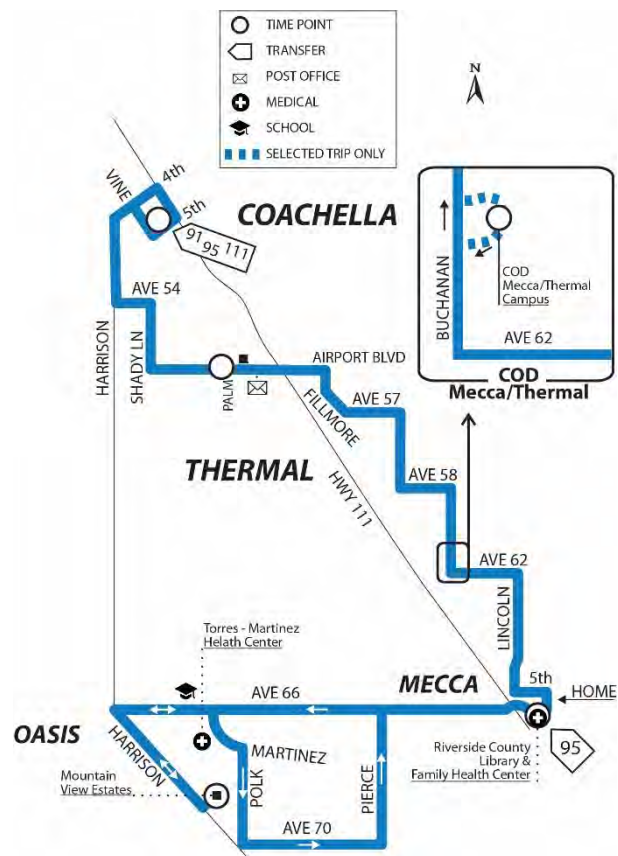 TIME POINT
TRANSFER
POST OFFICE
MEDICAL
SCHOOL
SELECTED TRIP ONLY
N
4th
VINE
5th
COACHELLA
91
95
111
AVE 54
HARRISON
SHADY LN
AIRPORT BLVD
PALM
FILLMORE
AVE 57
THERMAL
HWY 111
AVE 58
BUCHANAN
COD
Mecca/Thermal
Campus
AVE 62
COD
Mecca/Thermal
AVE 62
LINCOLN
Torres - Martinez
Helath Center
5th
HOME
MECCA
AVE 66
OASIS
HARRISON
MARTINEZ
POLK
PIERCE
95
Riverside County
Library &
Family Health Center
Mountain
View Estates
AVE 70